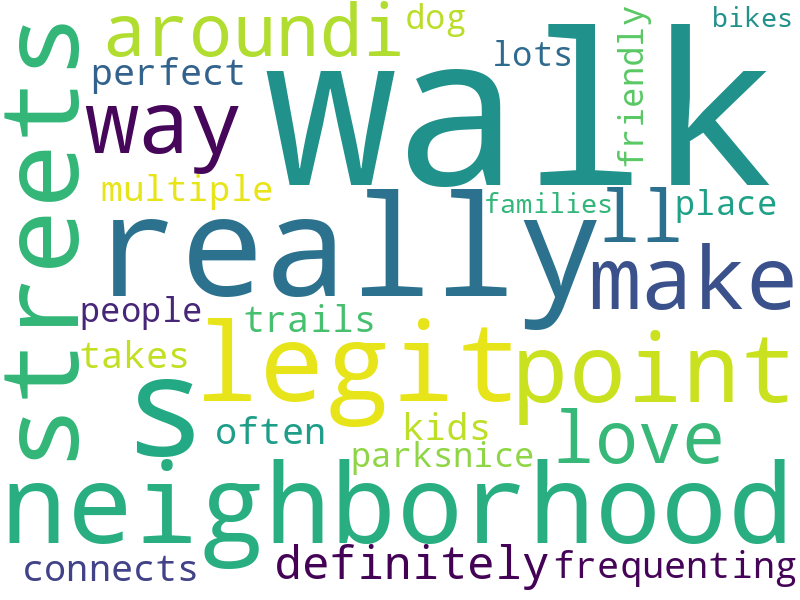 aroundi
dog
bikes
streets
walk
lots
friendly
perfect
way
multiple
really
families
ll
place
make
people
trails
takes
s
legit
point
often
kids
love
parksnice
neighborhood
connects
definitely
frequenting